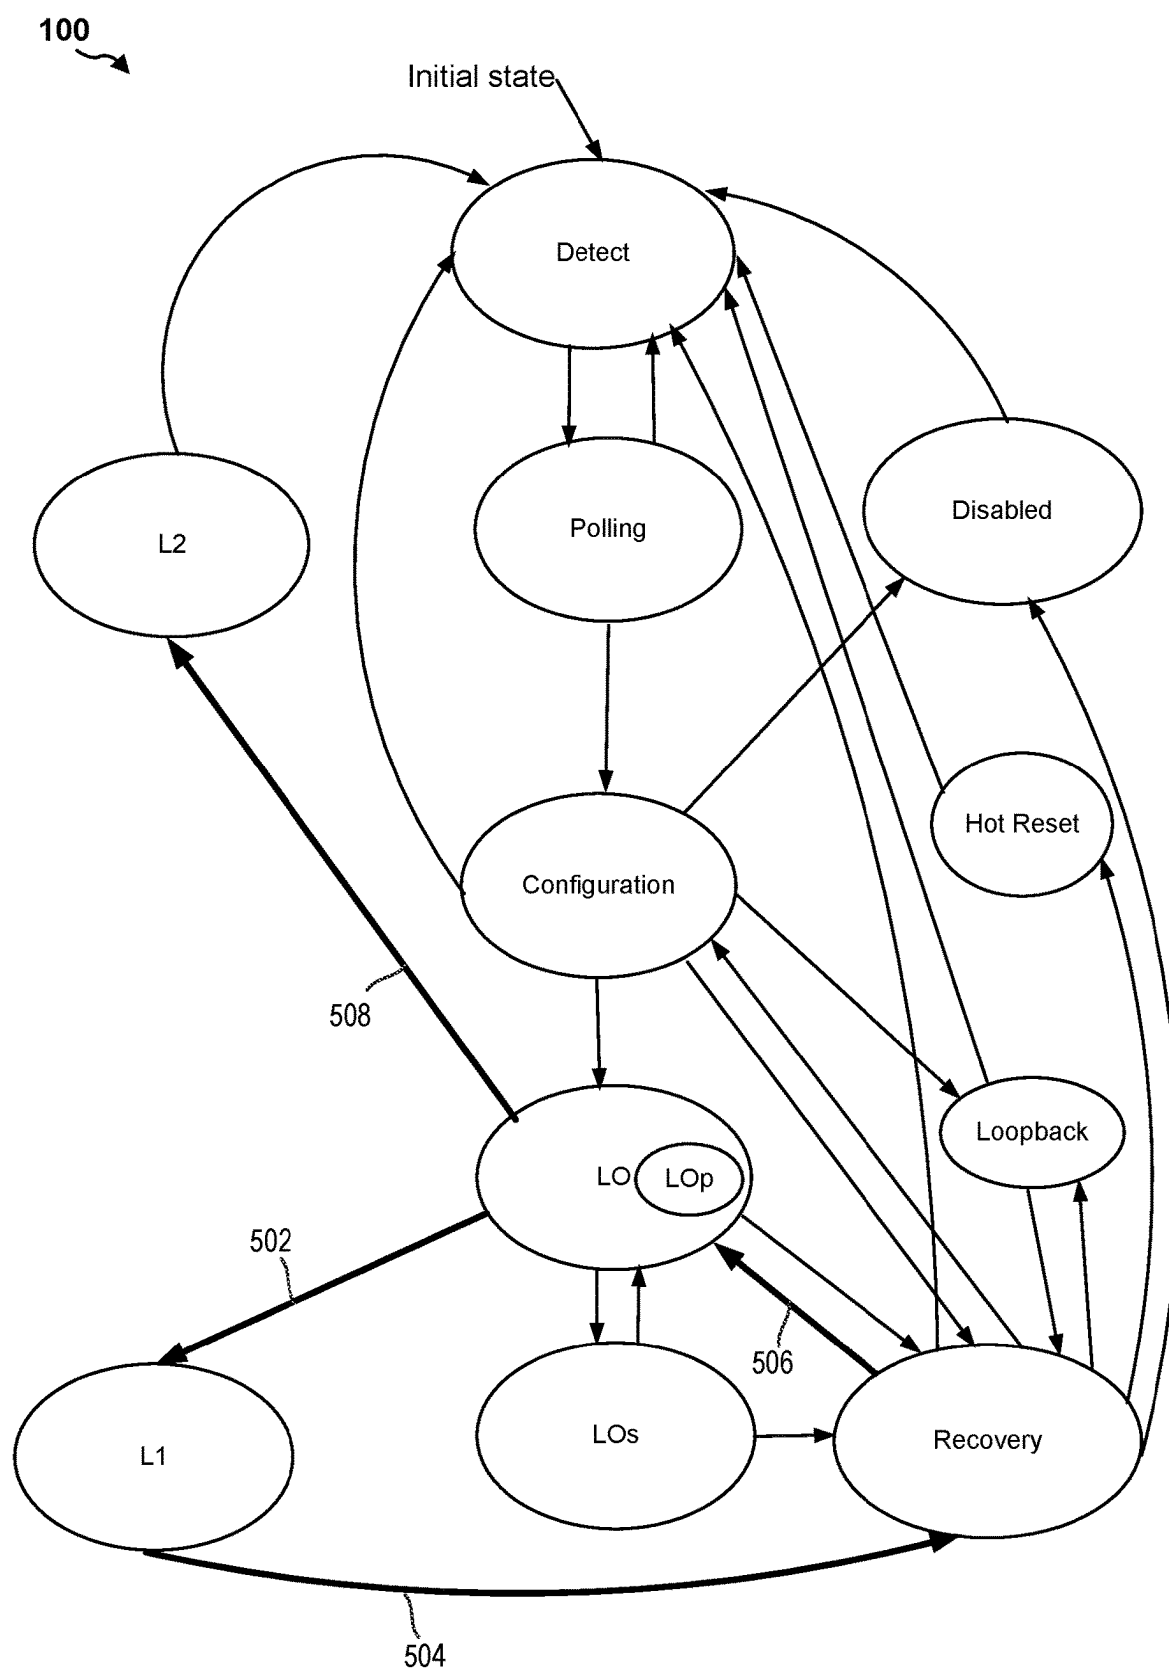 100
Initial state
Detect
Polling
Disabled
L2
Hot Reset
Configuration
508
Loopback
LO
LOp
502
506
LOs
Recovery
L1
504